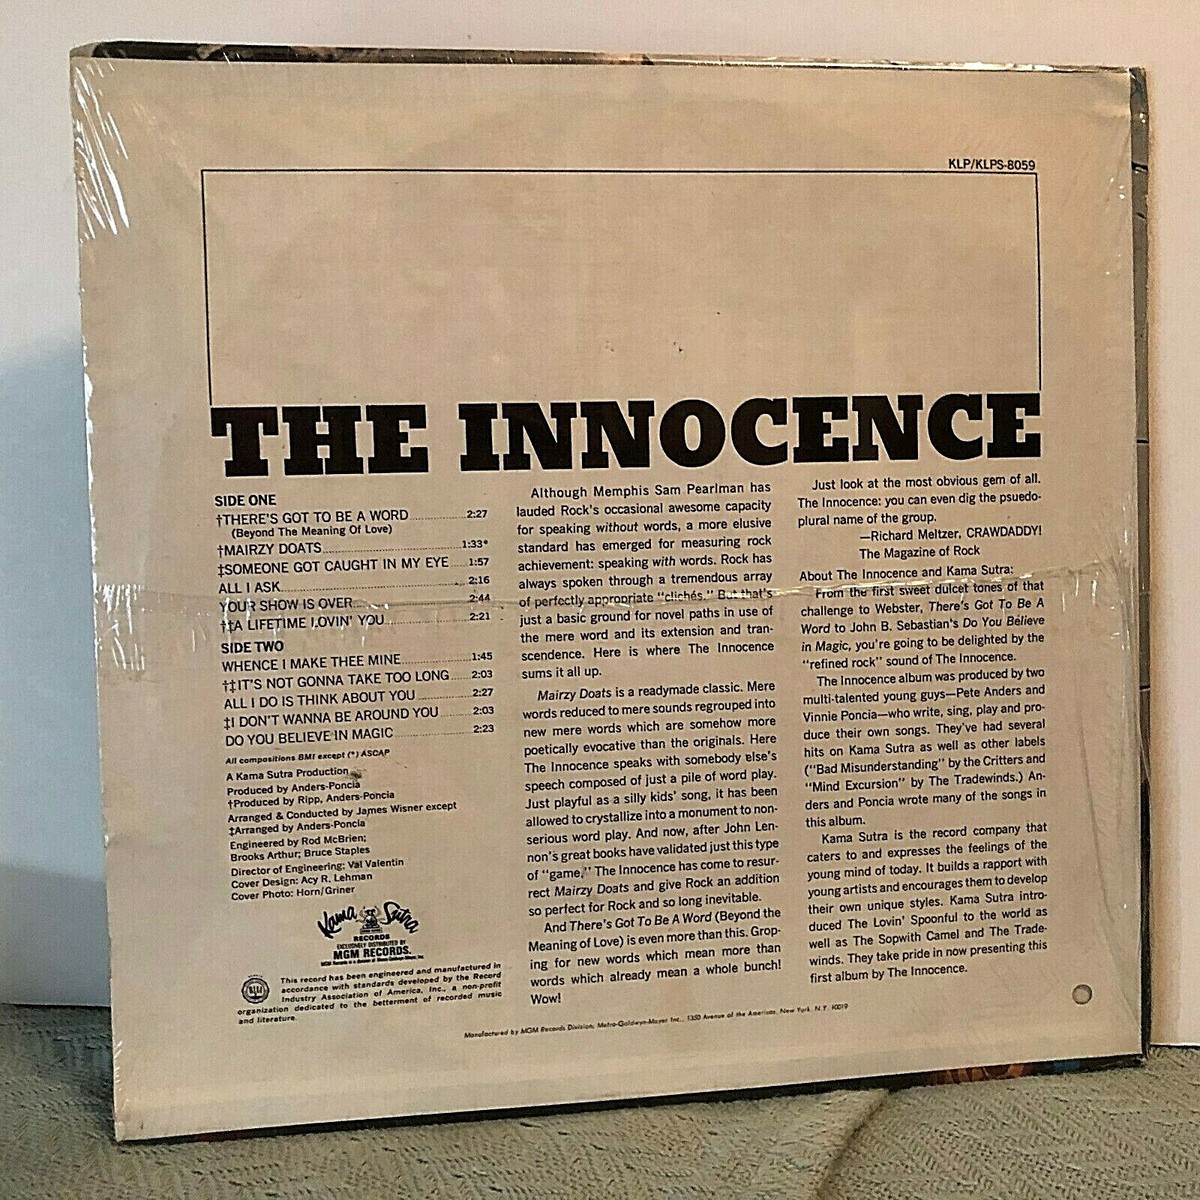 KLP/KLPS-8059
THE INNOCENCE
SIDE ONE
†THERE'S GOT TO BE A WORD 2:27
(Beyond The Meaning Of Love)
†MAIRZY DOATS 1:33*
‡SOMEONE GOT CAUGHT IN MY EYE 1:57
ALL I ASK 2:16
YOUR SHOW IS OVER 2:44
†‡A LIFETIME LOVIN' YOU 2:21
SIDE TWO
WHENCE I MAKE THEE MINE 1:45
†‡IT'S NOT GONNA TAKE TOO LONG 2:03
ALL I DO IS THINK ABOUT YOU 2:27
‡I DON'T WANNA BE AROUND YOU 2:03
DO YOU BELIEVE IN MAGIC 2:23
All compositions BMI except (*) ASCAP
A Kama Sutra Production
Produced by Anders-Poncia
†Produced by Ripp, Anders-Poncia
Arranged & Conducted by James Wisner except
‡Arranged by Anders-Poncia
Engineered by Rod McBrien;
Brooks Arthur; Bruce Staples
Director of Engineering: Val Valentin
Cover Design: Acy R. Lehman
Cover Photo: Horn/Griner
Kama Sutra
RECORDS
EXCLUSIVELY DISTRIBUTED BY
MGM RECORDS.
MGM Records is a division of Metro-Goldwyn-Mayer, Inc.
This record has been engineered and manufactured in
accordance with standards developed by the Record
Industry Association of America, Inc., a non-profit
organization dedicated to the betterment of recorded music
and literature.
Although Memphis Sam Pearlman has
lauded Rock's occasional awesome capacity
for speaking without words, a more elusive
standard has emerged for measuring rock
achievement: speaking with words. Rock has
always spoken through a tremendous array
of perfectly appropriate "clichés." But that's
just a basic ground for novel paths in use of
the mere word and its extension and tran-
scendence. Here is where The Innocence
sums it all up.
Mairzy Doats is a readymade classic. Mere
words reduced to mere sounds regrouped into
new mere words which are somehow more
poetically evocative than the originals. Here
The Innocence speaks with somebody else's
speech composed of just a pile of word play.
Just playful as a silly kids' song, it has been
allowed to crystallize into a monument to non-
serious word play. And now, after John Len-
non's great books have validated just this type
of "game," The Innocence has come to resur-
rect Mairzy Doats and give Rock an addition
so perfect for Rock and so long inevitable.
And There's Got To Be A Word (Beyond the
Meaning of Love) is even more than this. Grop-
ing for new words which mean more than
words which already mean a whole bunch!
Wow!
Just look at the most obvious gem of all.
The Innocence: you can even dig the psuedo-
plural name of the group.
—Richard Meltzer, CRAWDADDY!
The Magazine of Rock
About The Innocence and Kama Sutra:
From the first sweet dulcet tones of that
challenge to Webster, There's Got To Be A
Word to John B. Sebastian's Do You Believe
in Magic, you're going to be delighted by the
"refined rock" sound of The Innocence.
The Innocence album was produced by two
multi-talented young guys—Pete Anders and
Vinnie Poncia—who write, sing, play and pro-
duce their own songs. They've had several
hits on Kama Sutra as well as other labels
("Bad Misunderstanding" by the Critters and
"Mind Excursion" by The Tradewinds.) An-
ders and Poncia wrote many of the songs in
this album.
Kama Sutra is the record company that
caters to and expresses the feelings of the
young mind of today. It builds a rapport with
young artists and encourages them to develop
their own unique styles. Kama Sutra intro-
duced The Lovin' Spoonful to the world as
well as The Sopwith Camel and The Trade-
winds. They take pride in now presenting this
first album by The Innocence.
Manufactured by MGM Records Division, Metro-Goldwyn-Mayer Inc., 1350 Avenue of the Americas, New York, N.Y. 10019